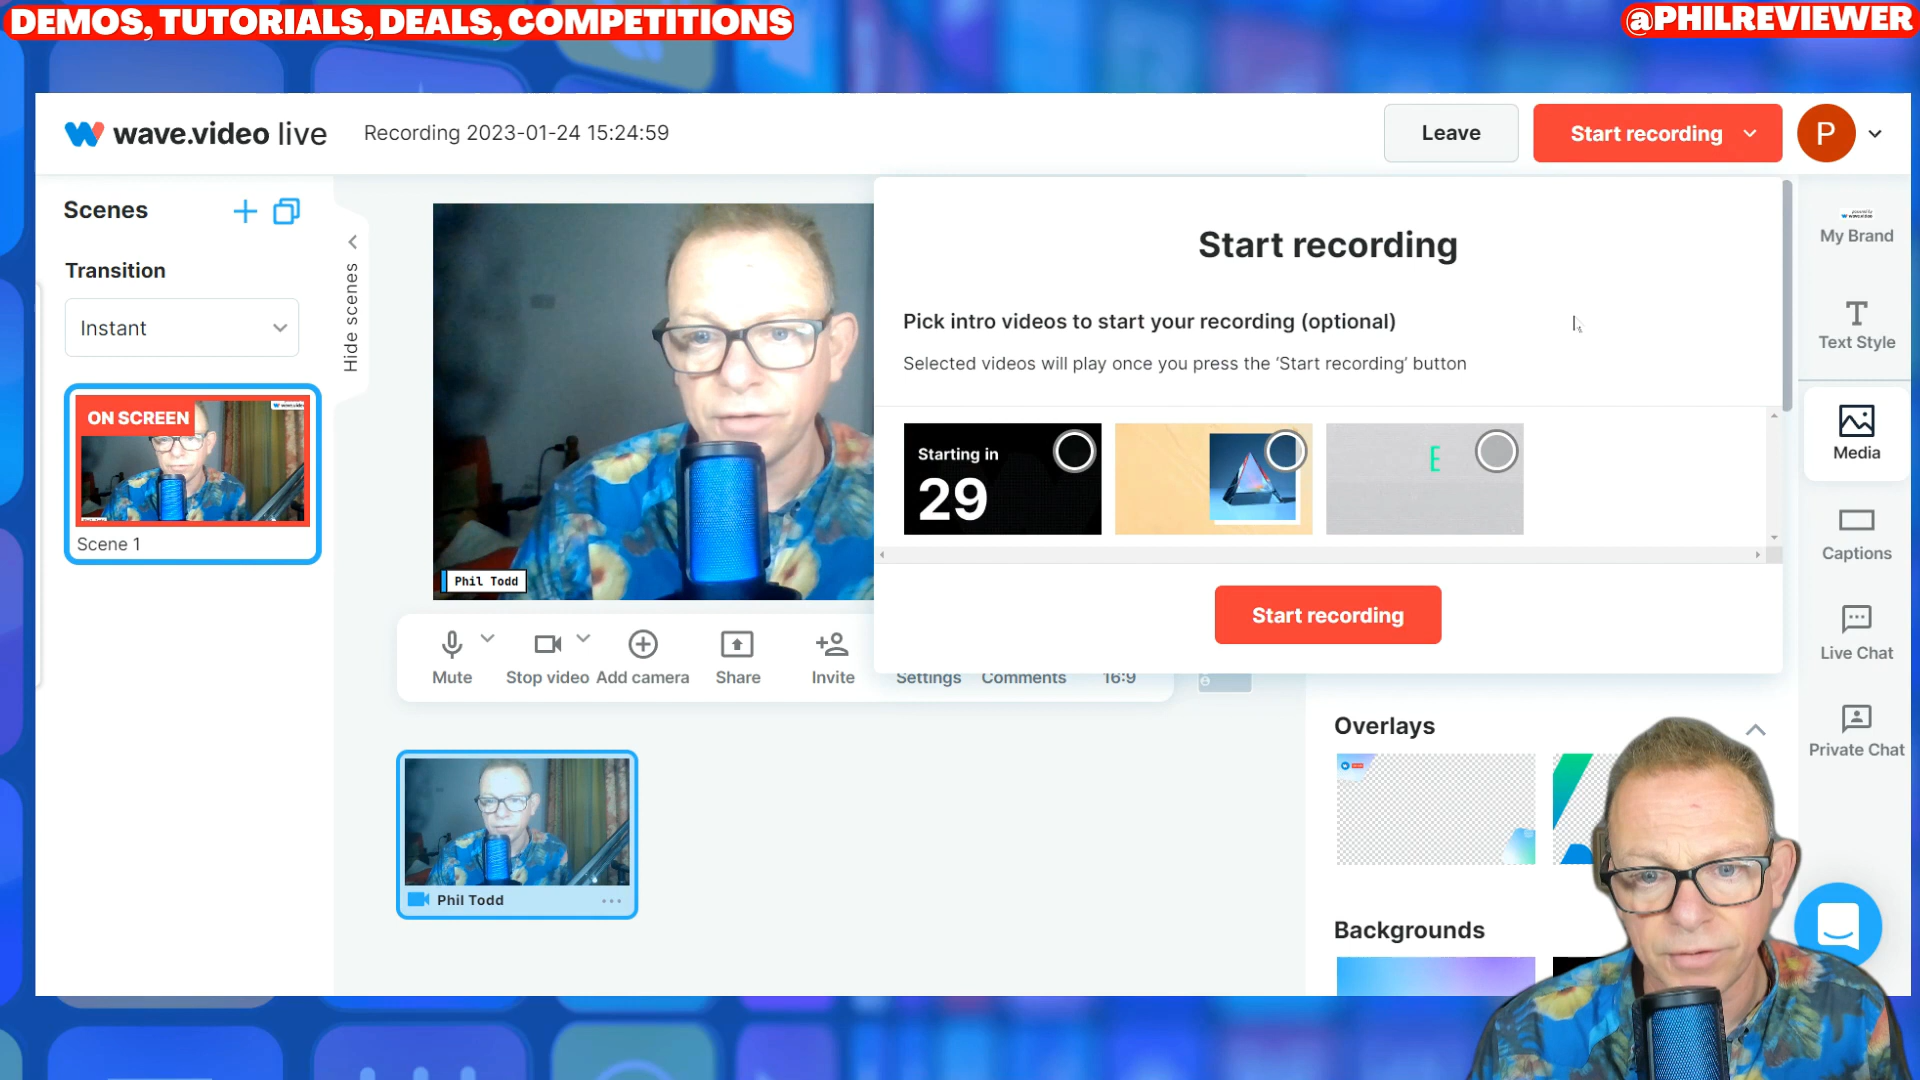 DEMOS, TUTORIALS, DEALS, COMPETITIONS
@PHILREVIEWER
wave.video live
Recording 2023-01-24 15:24:59
Leave
Start recording
P
Scenes
Transition
Instant
Hide scenes
ON SCREEN
Scene 1
Phil Todd
Start recording
Pick intro videos to start your recording (optional)
Selected videos will play once you press the ‘Start recording’ button
Starting in
29
E
Start recording
Mute
Stop video
Add camera
Share
Invite
Settings
Comments
16:9
Phil Todd
Overlays
Backgrounds
My Brand
Text Style
Media
Captions
Live Chat
Private Chat